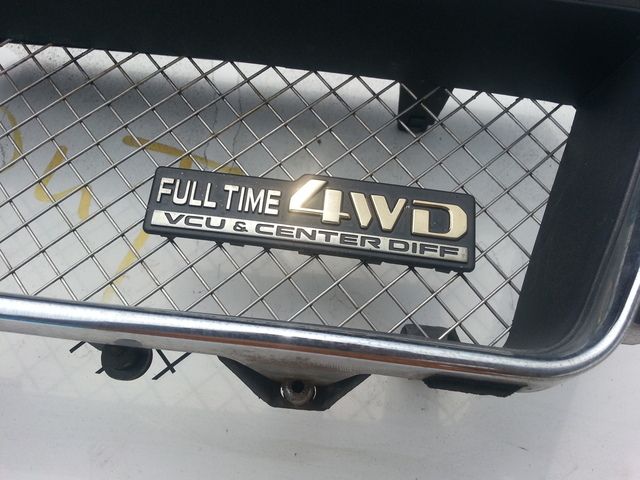 FULL TIME 4WD
VCU & CENTER DIFF